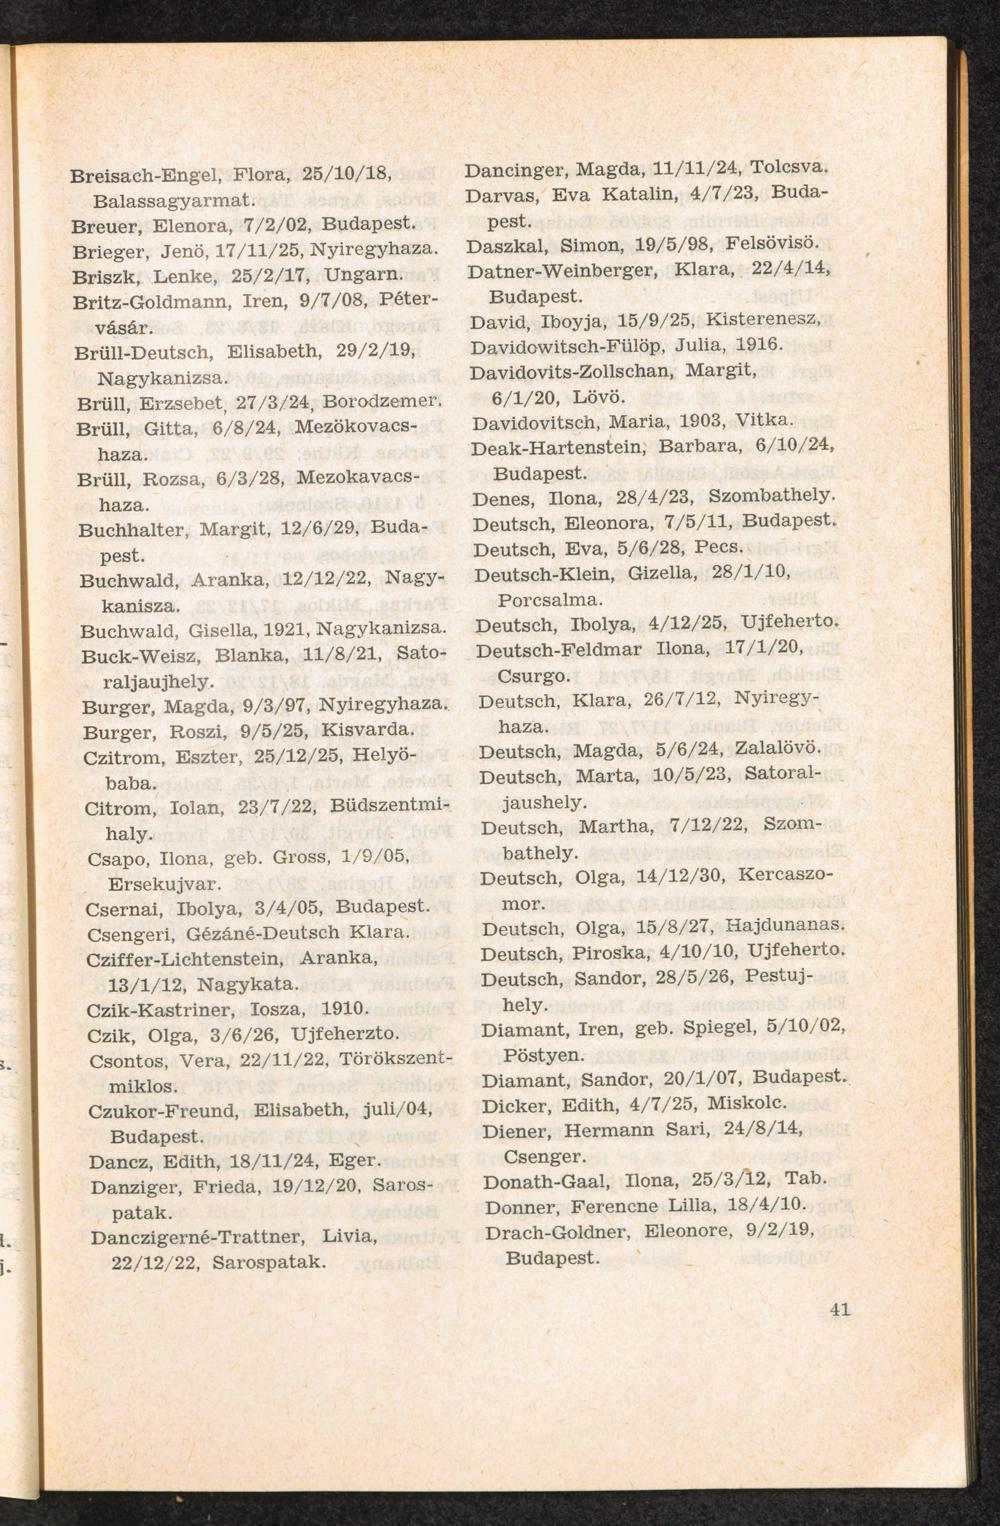 Breisach-Engel, Flora, 25/10/18,
Balassagyarmat.
Breuer, Elenora, 7/2/02, Budapest.
Brieger, Jenö, 17/11/25, Nyiregyhaza.
Briszk, Lenke, 25/2/17, Ungarn.
Britz-Goldmann, Iren, 9/7/08, Péter-
vásár.
Brüll-Deutsch, Elisabeth, 29/2/19,
Nagykanizsa.
Brüll, Erzsebet, 27/3/24, Borodzemer.
Brüll, Gitta, 6/8/24, Mezökovacs-
haza.
Brüll, Rozsa, 6/3/28, Mezokavacs-
haza.
Buchhalter, Margit, 12/6/29, Buda-
pest.
Buchwald, Aranka, 12/12/22, Nagy-
kanisza.
Buchwald, Gisella, 1921, Nagykanizsa.
Buck-Weisz, Blanka, 11/8/21, Sato-
raljaujhely.
Burger, Magda, 9/3/97, Nyiregyhaza.
Burger, Roszi, 9/5/25, Kisvarda.
Czitrom, Eszter, 25/12/25, Helyö-
baba.
Citrom, Iolan, 23/7/22, Büdszentmi-
haly.
Csapo, Ilona, geb. Gross, 1/9/05,
Ersekujvar.
Csernai, Ibolya, 3/4/05, Budapest.
Csengeri, Gézáné-Deutsch Klara.
Cziffer-Lichtenstein, Aranka,
13/1/12, Nagykata.
Czik-Kastriner, Iosza, 1910.
Czik, Olga, 3/6/26, Ujfeherzto.
Csontos, Vera, 22/11/22, Törökszent-
miklos.
Czukor-Freund, Elisabeth, juli/04,
Budapest.
Dancz, Edith, 18/11/24, Eger.
Danziger, Frieda, 19/12/20, Saros-
patak.
Danczigerné-Trattner, Livia,
22/12/22, Sarospatak.
Dancinger, Magda, 11/11/24, Tolcsva.
Darvas, Eva Katalin, 4/7/23, Buda-
pest.
Daszkal, Simon, 19/5/98, Felsövisö.
Datner-Weinberger, Klara, 22/4/14,
Budapest.
David, Iboyja, 15/9/25, Kisterenesz,
Davidowitsch-Fülöp, Julia, 1916.
Davidovits-Zollschan, Margit,
6/1/20, Lövö.
Davidovitsch, Maria, 1903, Vitka.
Deak-Hartenstein, Barbara, 6/10/24,
Budapest.
Denes, Ilona, 28/4/23, Szombathely.
Deutsch, Eleonora, 7/5/11, Budapest.
Deutsch, Eva, 5/6/28, Pecs.
Deutsch-Klein, Gizella, 28/1/10,
Porcsalma.
Deutsch, Ibolya, 4/12/25, Ujfeherto.
Deutsch-Feldmar Ilona, 17/1/20,
Csurgo.
Deutsch, Klara, 26/7/12, Nyiregy-
haza.
Deutsch, Magda, 5/6/24, Zalalövö.
Deutsch, Marta, 10/5/23, Satoral-
jaushely.
Deutsch, Martha, 7/12/22, Szom-
bathely.
Deutsch, Olga, 14/12/30, Kercaszo-
mor.
Deutsch, Olga, 15/8/27, Hajdunanas.
Deutsch, Piroska, 4/10/10, Ujfeherto.
Deutsch, Sandor, 28/5/26, Pestuj-
hely.
Diamant, Iren, geb. Spiegel, 5/10/02,
Pöstyen.
Diamant, Sandor, 20/1/07, Budapest.
Dicker, Edith, 4/7/25, Miskolc.
Diener, Hermann Sari, 24/8/14,
Csenger.
Donath-Gaal, Ilona, 25/3/12, Tab.
Donner, Ferencne Lilla, 18/4/10.
Drach-Goldner, Eleonore, 9/2/19,
Budapest.
41